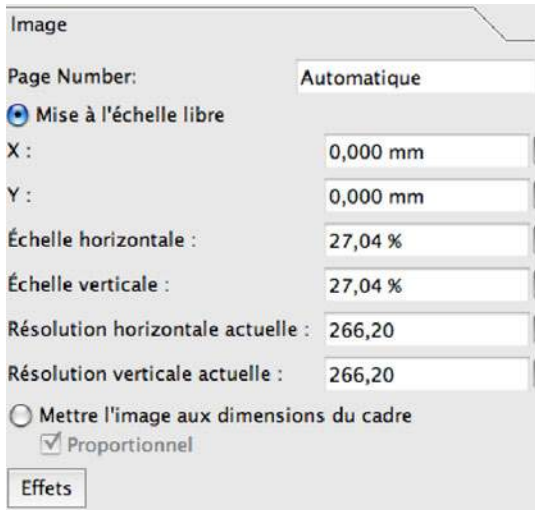 Image
Page Number: Automatique
Mise à l'échelle libre
X : 0,000 mm
Y : 0,000 mm
Échelle horizontale : 27,04 %
Échelle verticale : 27,04 %
Résolution horizontale actuelle : 266,20
Résolution verticale actuelle : 266,20
Mettre l'image aux dimensions du cadre
Proportionnel
Effets